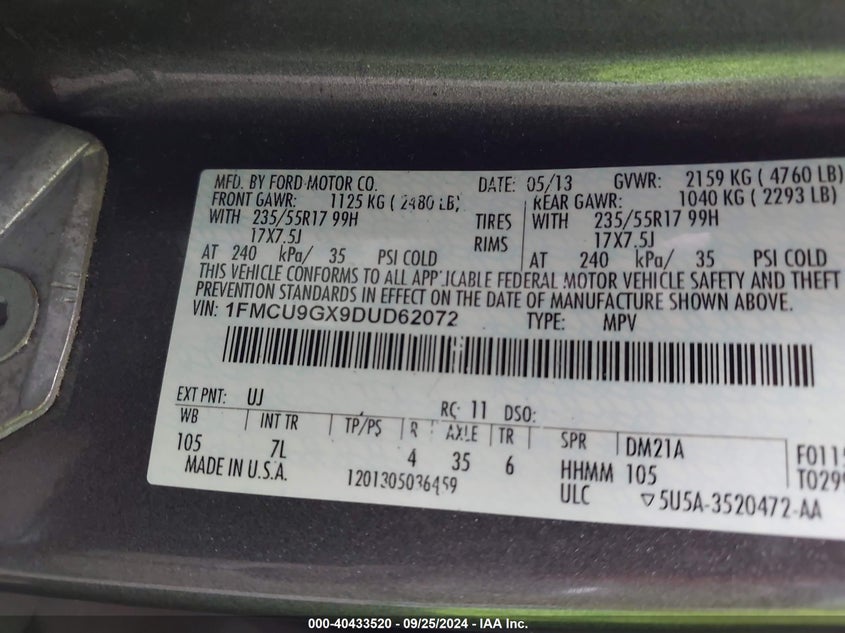 MFD. BY FORD MOTOR CO. DATE: 05/13 GVWR: 2159 KG ( 4760 LB)
FRONT GAWR: 1125 KG ( 2480 LB) REAR GAWR: 1040 KG ( 2293 LB)
WITH 235/55R17 99H TIRES WITH 235/55R17 99H
17X7.5J RIMS 17X7.5J
AT 240 kPa/ 35 PSI COLD AT 240 kPa/ 35 PSI COLD
THIS VEHICLE CONFORMS TO ALL APPLICABLE FEDERAL MOTOR VEHICLE SAFETY AND THEFT
PREVENTION STANDARDS IN EFFECT ON THE DATE OF MANUFACTURE SHOWN ABOVE.
VIN: 1FMCU9GX9DUD62072 TYPE: MPV
EXT PNT: UJ RC: 11 DSO:
WB INT TR TP/PS R AXLE TR SPR DM21A F0115
105 7L 4 35 6 HHMM 105 T029
MADE IN U.S.A. 1201305036459 ULC ▽5U5A-3520472-AA
000-40433520 - 09/25/2024 - IAA Inc.